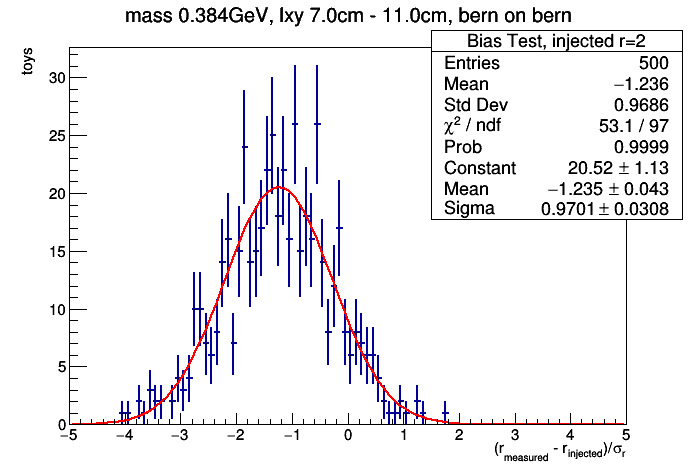 mass 0.384GeV, lxy 7.0cm - 11.0cm, bern on bern
toys
Bias Test, injected r=2
Entries 500
Mean −1.236
Std Dev 0.9686
χ² / ndf 53.1 / 97
Prob 0.9999
Constant 20.52 ± 1.13
Mean −1.235 ± 0.043
Sigma 0.9701 ± 0.0308
30
25
20
15
10
5
0
−5 −4 −3 −2 −1 0 1 2 3 4 5
(r_measured - r_injected)/σ_r